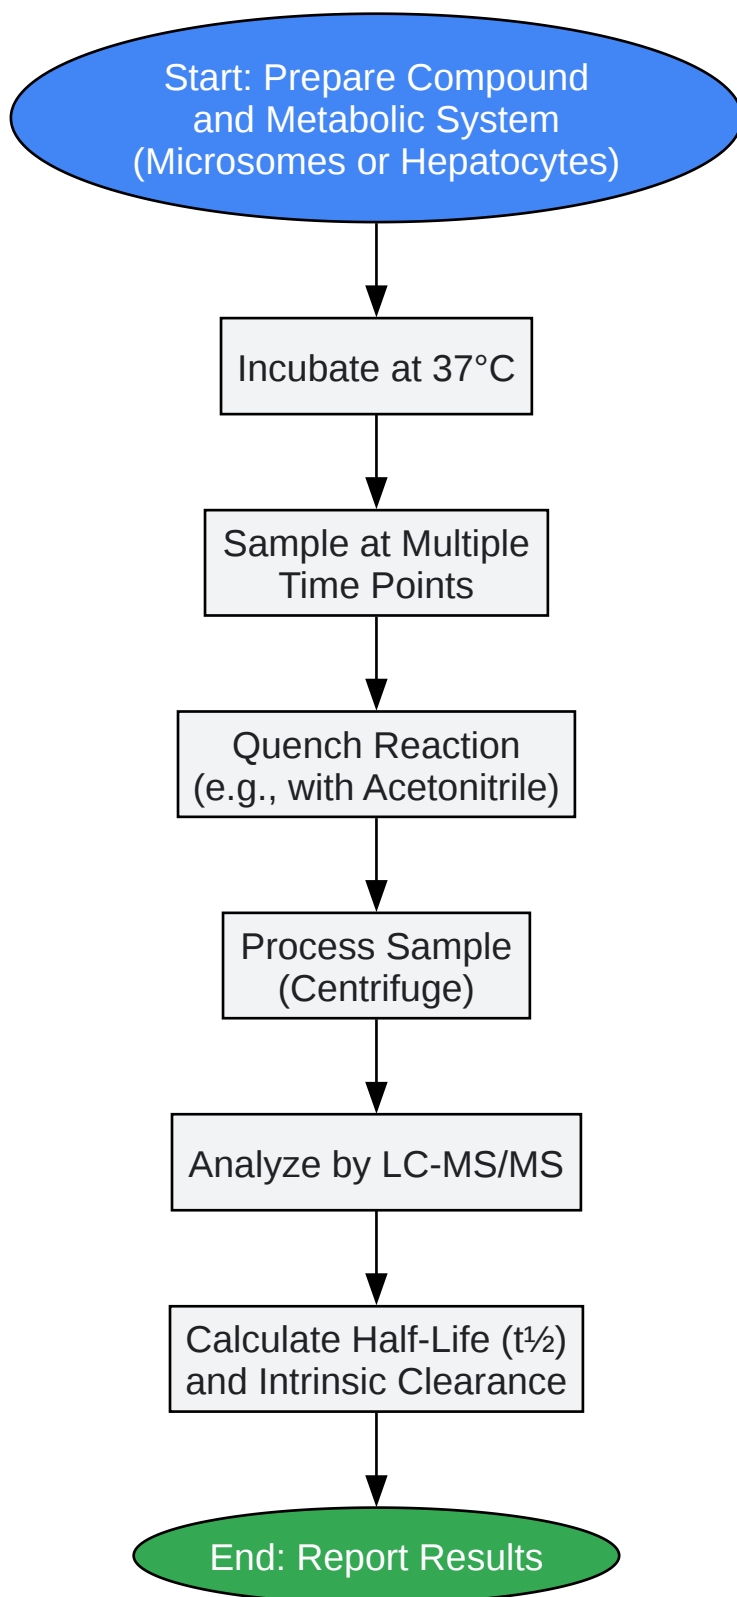 Start: Prepare Compound
and Metabolic System
(Microsomes or Hepatocytes)
Incubate at 37°C
Sample at Multiple
Time Points
Quench Reaction
(e.g., with Acetonitrile)
Process Sample
(Centrifuge)
Analyze by LC-MS/MS
Calculate Half-Life (t½)
and Intrinsic Clearance
End: Report Results